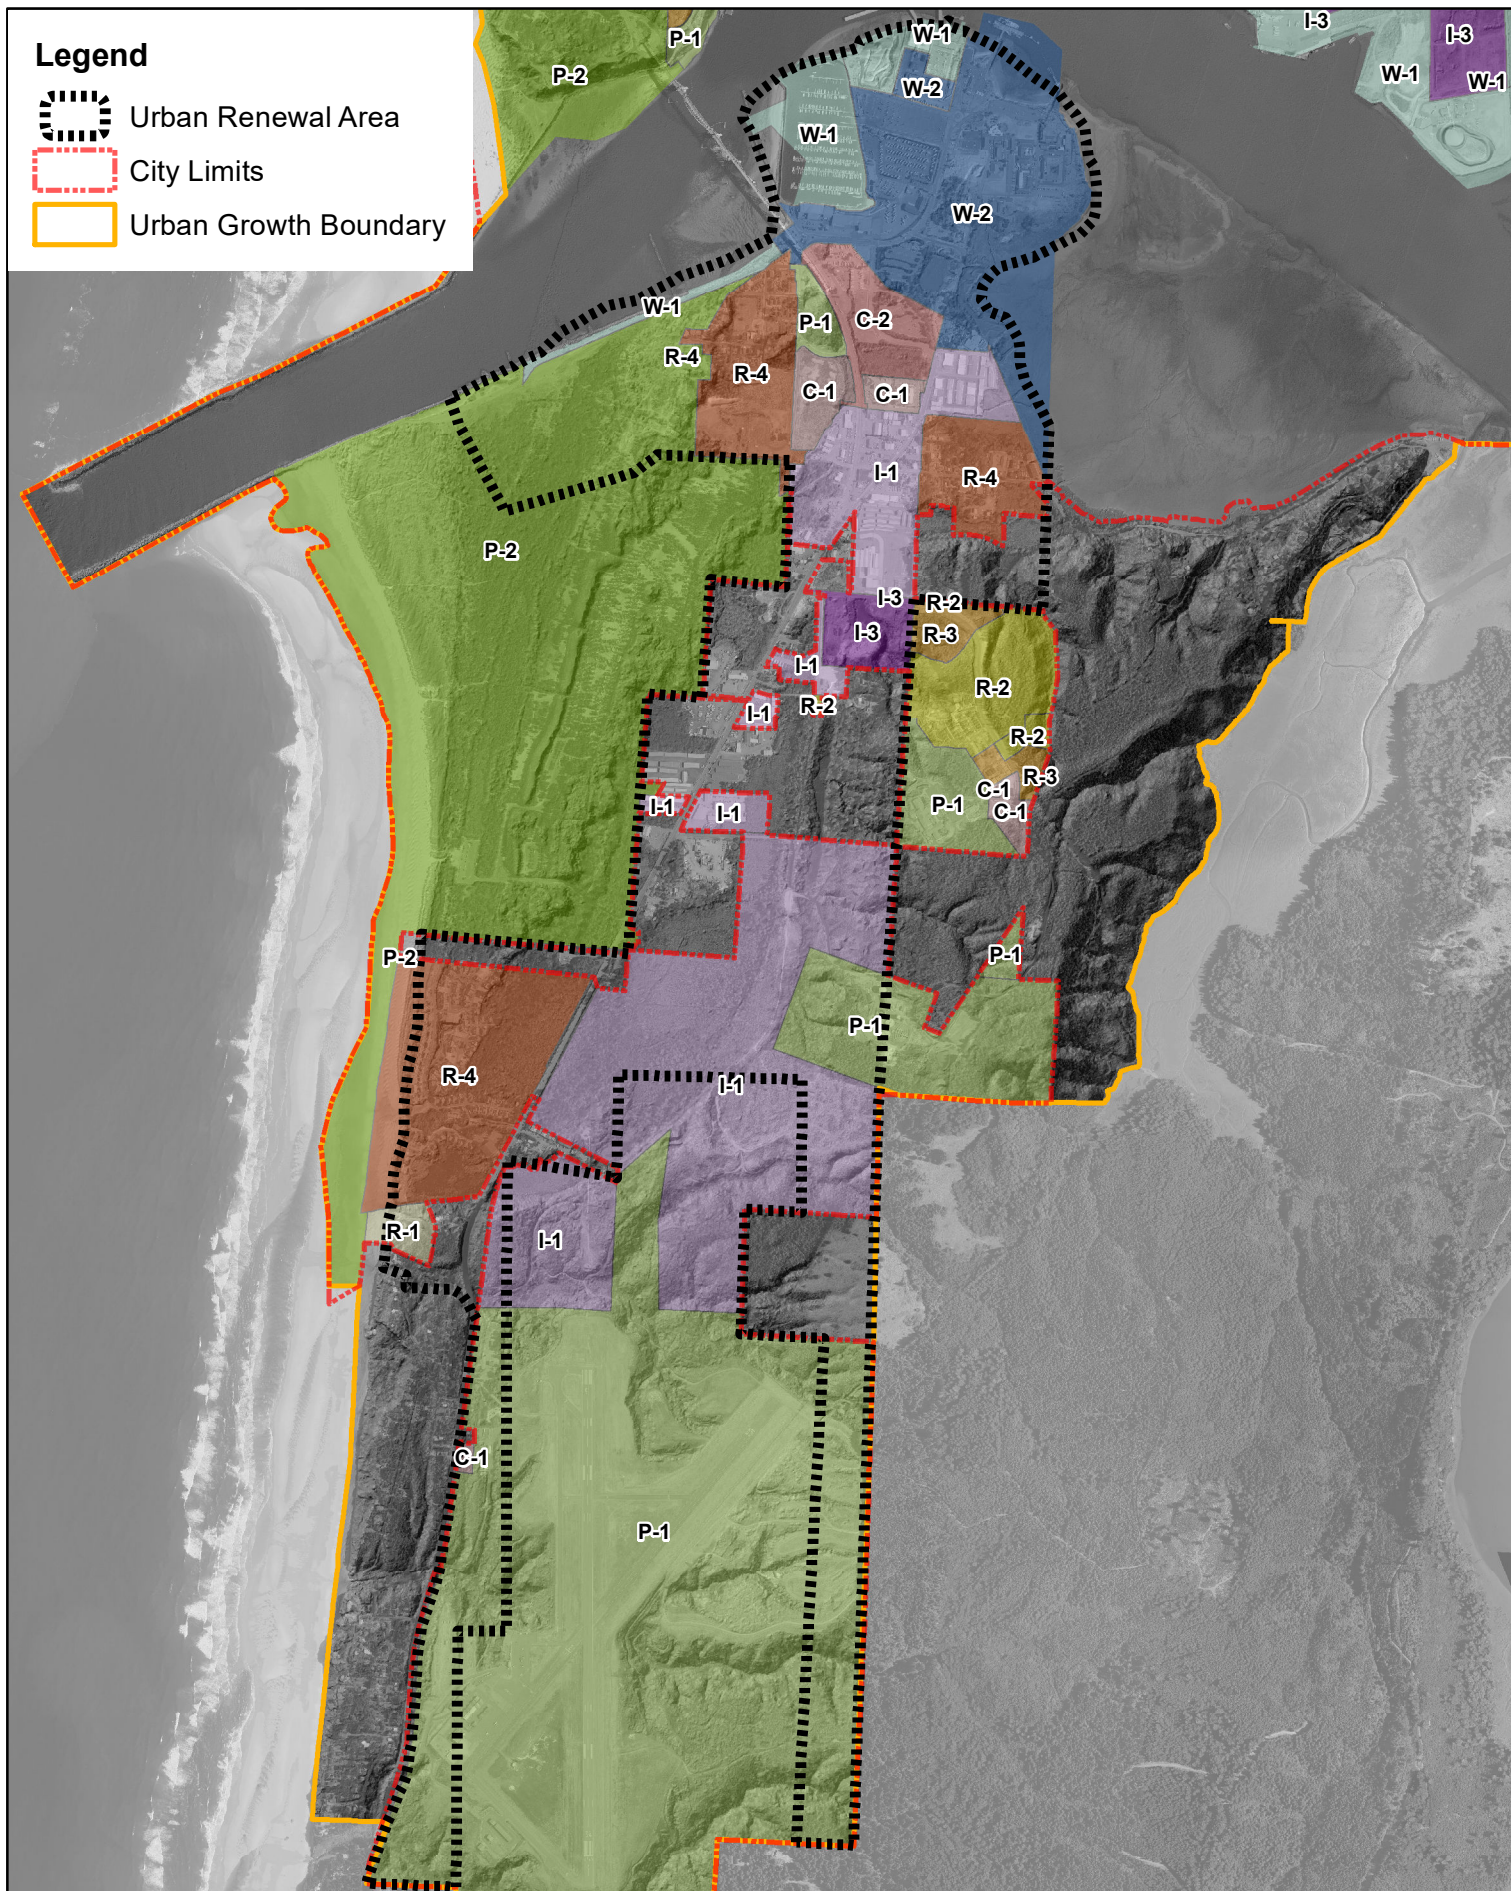 Legend
Urban Renewal Area
City Limits
Urban Growth Boundary
P-1
P-2
W-1
I-3
I-3
W-1
W-1
W-2
W-1
W-2
W-1
P-1
C-2
R-4
R-4
C-1
C-1
I-1
R-4
P-2
I-3
R-2
I-3
R-3
I-1
R-2
R-2
I-1
R-2
R-3
C-1
I-1
I-1
P-1
C-1
P-2
P-1
P-1
R-4
I-1
R-1
I-1
C-1
P-1